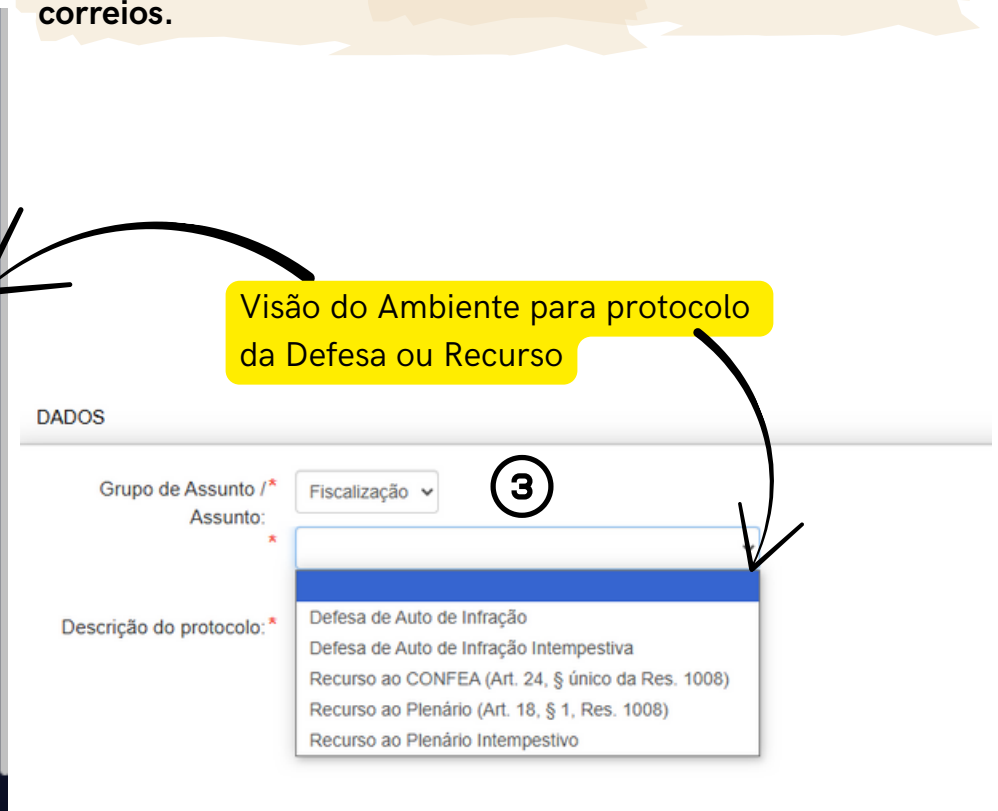 correios.
Visão do Ambiente para protocolo
da Defesa ou Recurso
DADOS
Grupo de Assunto /*
Assunto:
*
Fiscalização
3
Descrição do protocolo:*
Defesa de Auto de Infração
Defesa de Auto de Infração Intempestiva
Recurso ao CONFEA (Art. 24, § único da Res. 1008)
Recurso ao Plenário (Art. 18, § 1, Res. 1008)
Recurso ao Plenário Intempestivo